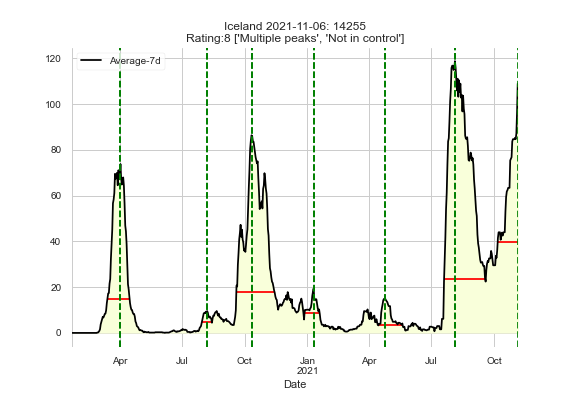 Iceland 2021-11-06: 14255
Rating:8 ['Multiple peaks', 'Not in control']
Average-7d
120
100
80
60
40
20
0
Apr Jul Oct Jan Apr Jul Oct
2021
Date